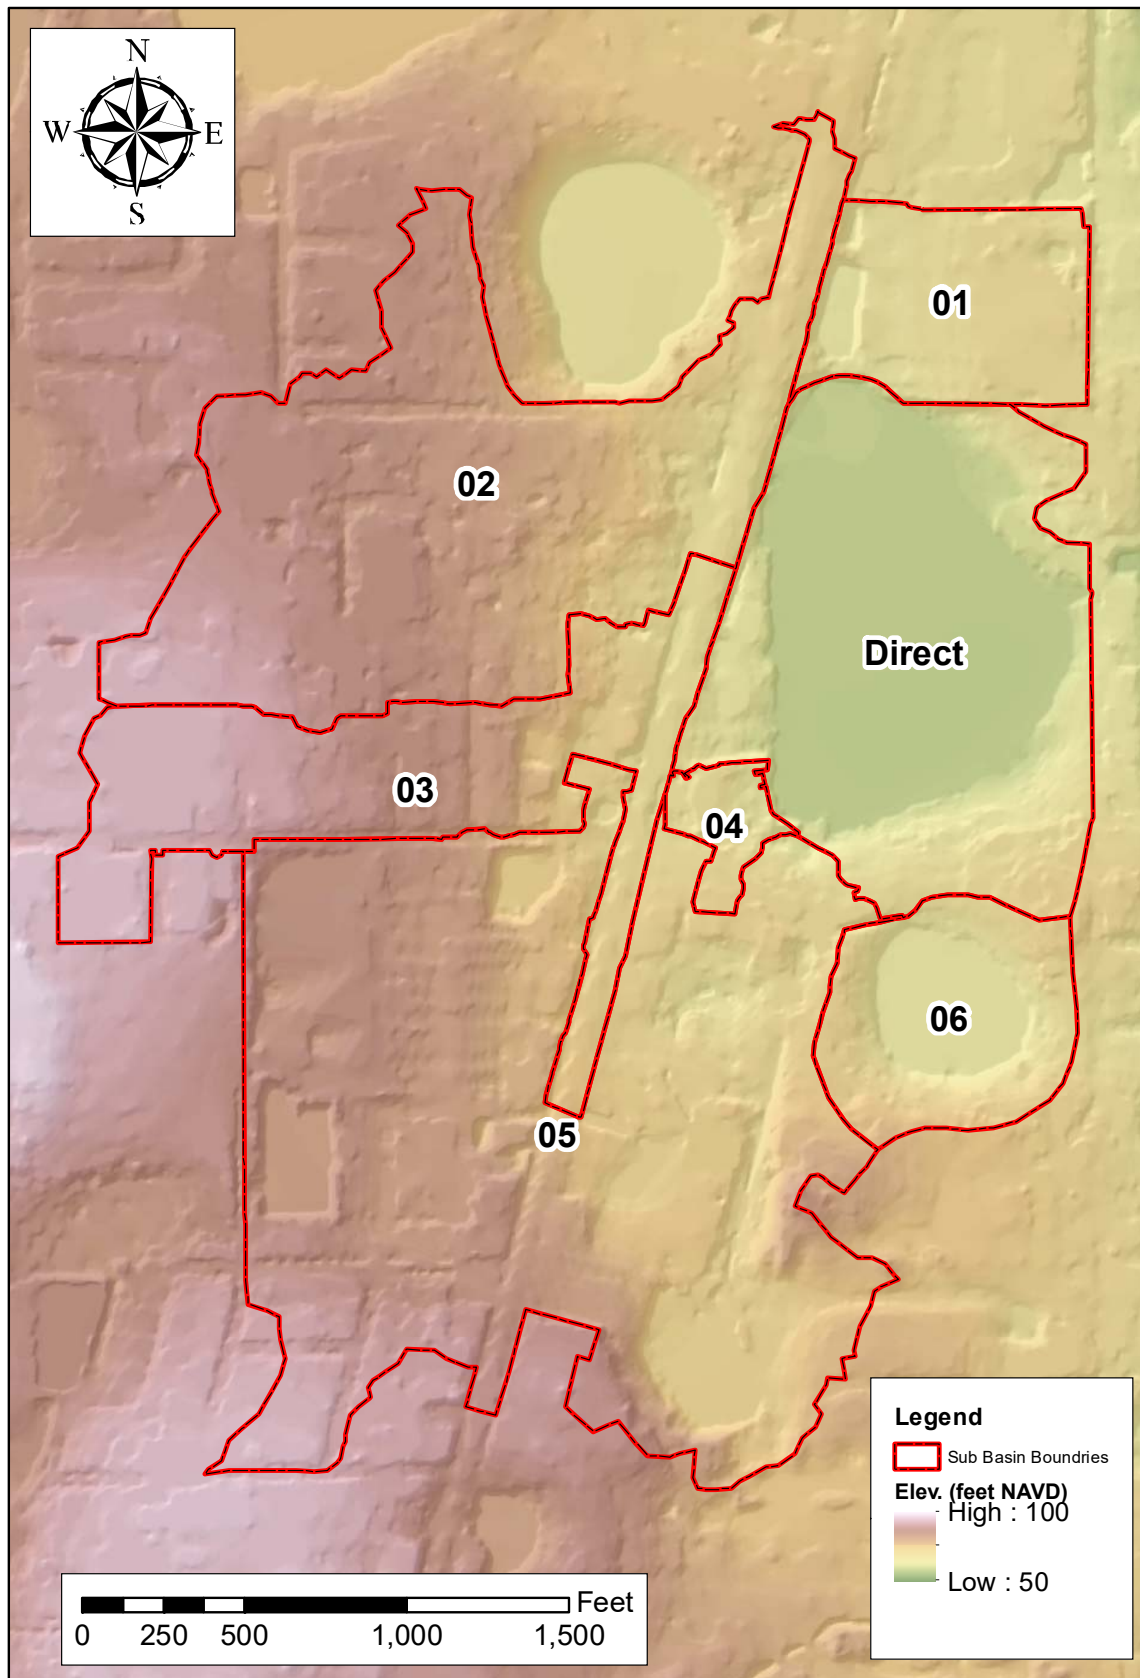 N
W E
S
01
02
Direct
03
04
06
05
Legend
Sub Basin Boundries
Elev. (feet NAVD)
High : 100
Low : 50
Feet
0 250 500 1,000 1,500